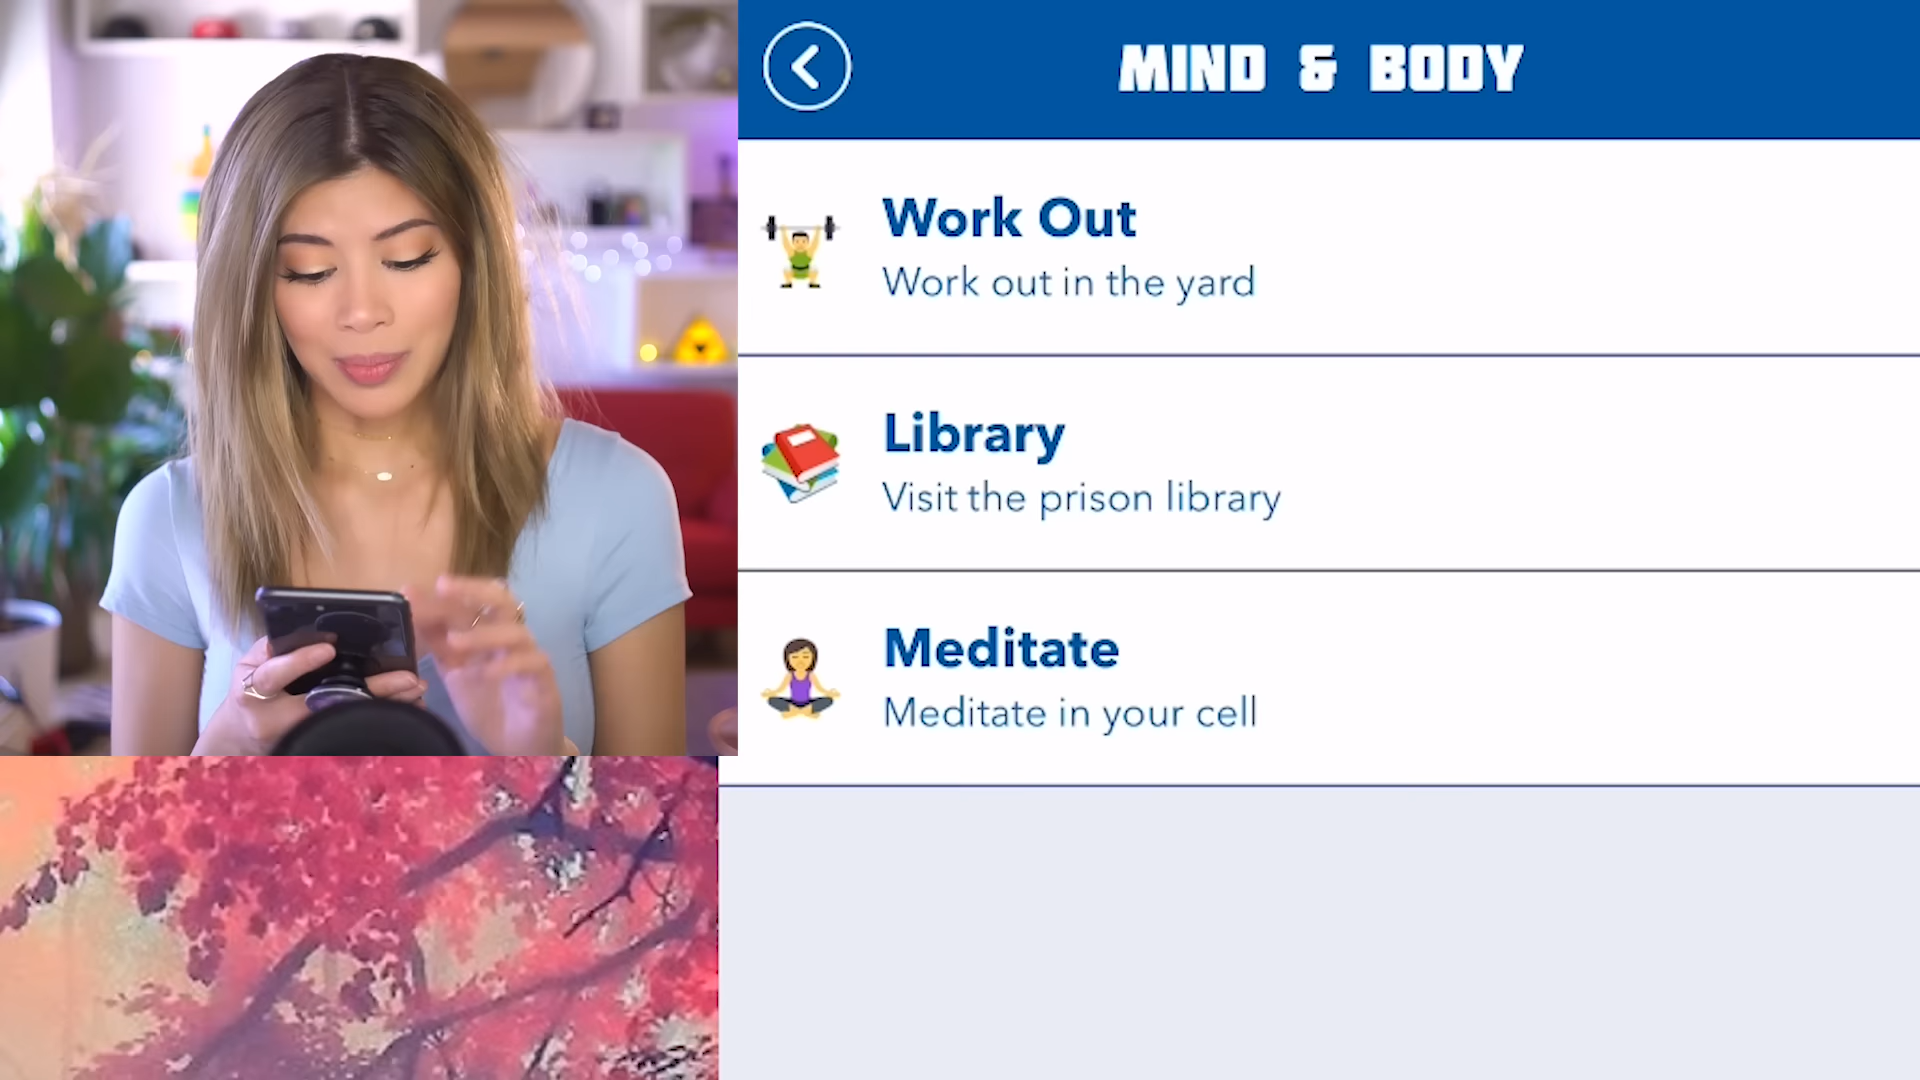 MIND & BODY
Work Out
Work out in the yard
Library
Visit the prison library
Meditate
Meditate in your cell